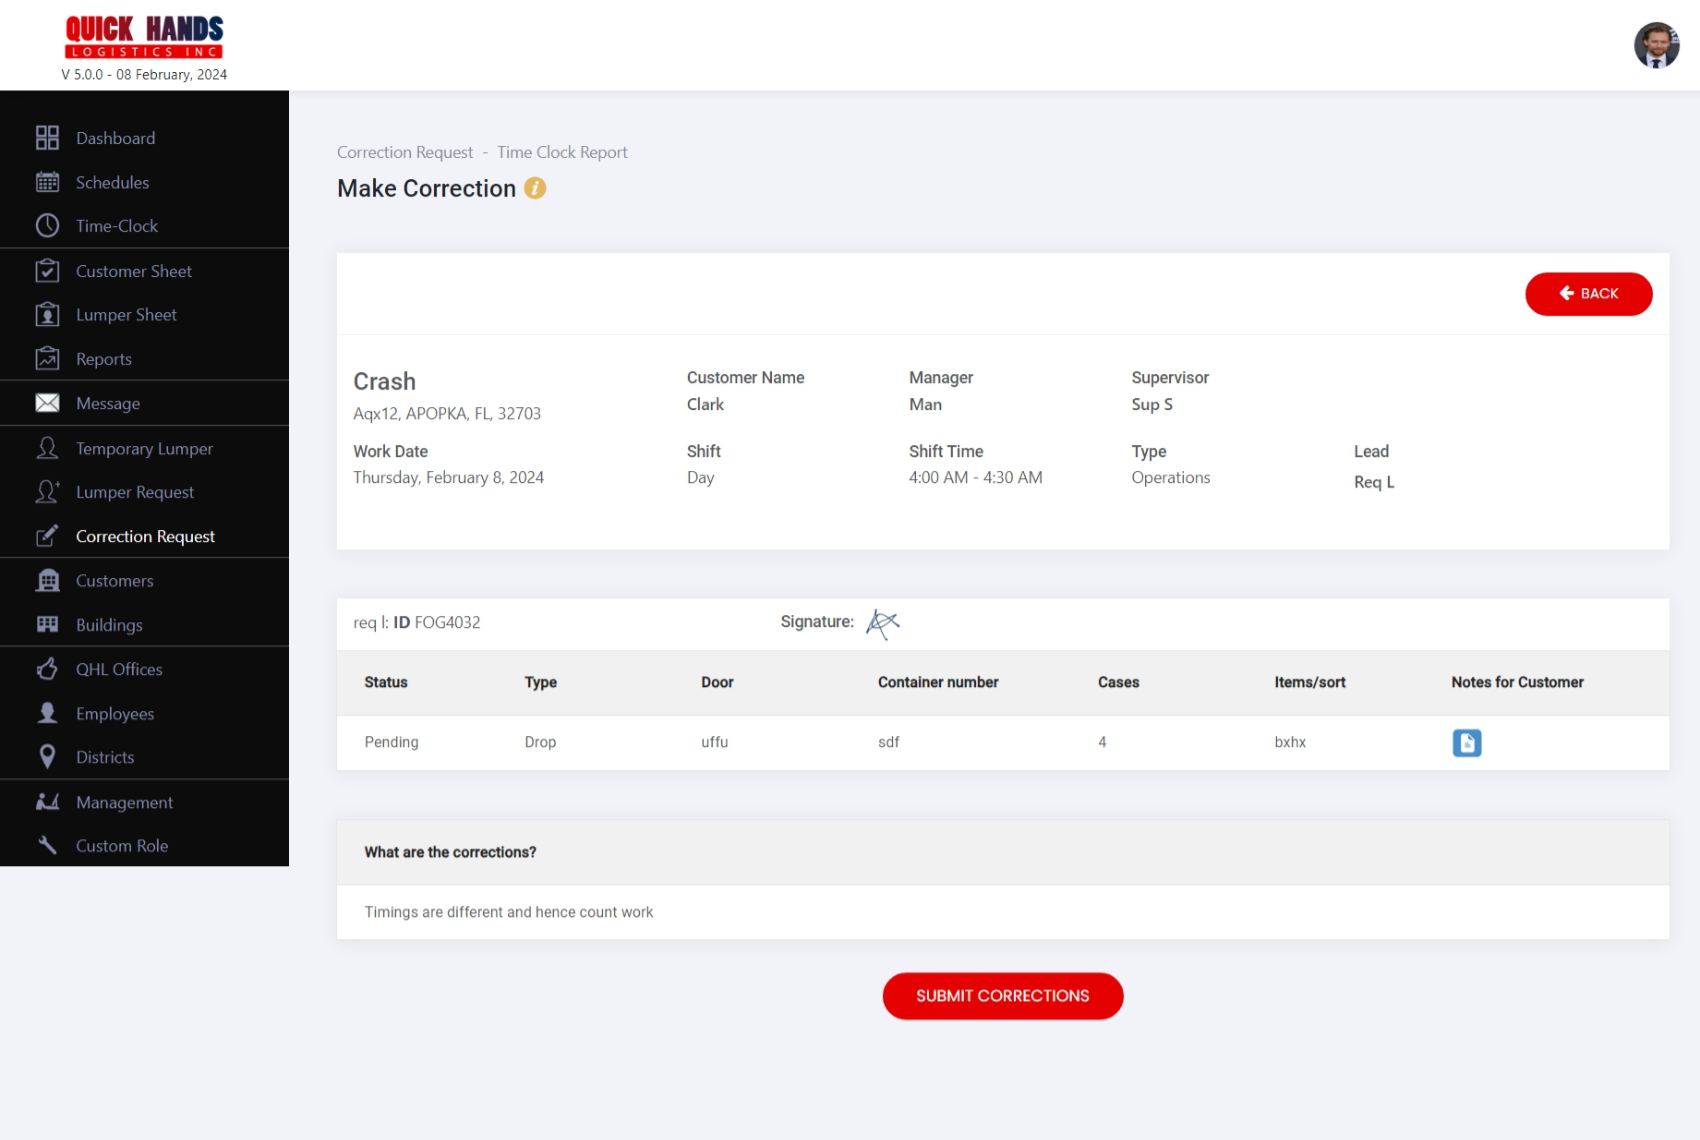 QUICK HANDS
LOGISTICS INC
V 5.0.0 - 08 February, 2024
Dashboard
Schedules
Time-Clock
Customer Sheet
Lumper Sheet
Reports
Message
Temporary Lumper
Lumper Request
Correction Request
Customers
Buildings
QHL Offices
Employees
Districts
Management
Custom Role
Correction Request - Time Clock Report
Make Correction i
BACK
Crash
Aqx12, APOPKA, FL, 32703
Customer Name
Clark
Manager
Man
Supervisor
Sup S
Work Date
Thursday, February 8, 2024
Shift
Day
Shift Time
4:00 AM - 4:30 AM
Type
Operations
Lead
Req L
req l: ID FOG4032 Signature:
Status Type Door Container number Cases Items/sort Notes for Customer
Pending Drop uffu sdf 4 bxhx
What are the corrections?
Timings are different and hence count work
SUBMIT CORRECTIONS